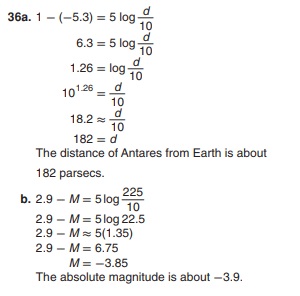 36a. 1 – (–5.3) = 5 log d/10
6.3 = 5 log d/10
1.26 = log d/10
10^1.26 = d/10
18.2 ≈ d/10
182 = d
The distance of Antares from Earth is about
182 parsecs.
b. 2.9 – M = 5 log 225/10
2.9 – M = 5 log 22.5
2.9 – M ≈ 5(1.35)
2.9 – M = 6.75
M = –3.85
The absolute magnitude is about –3.9.